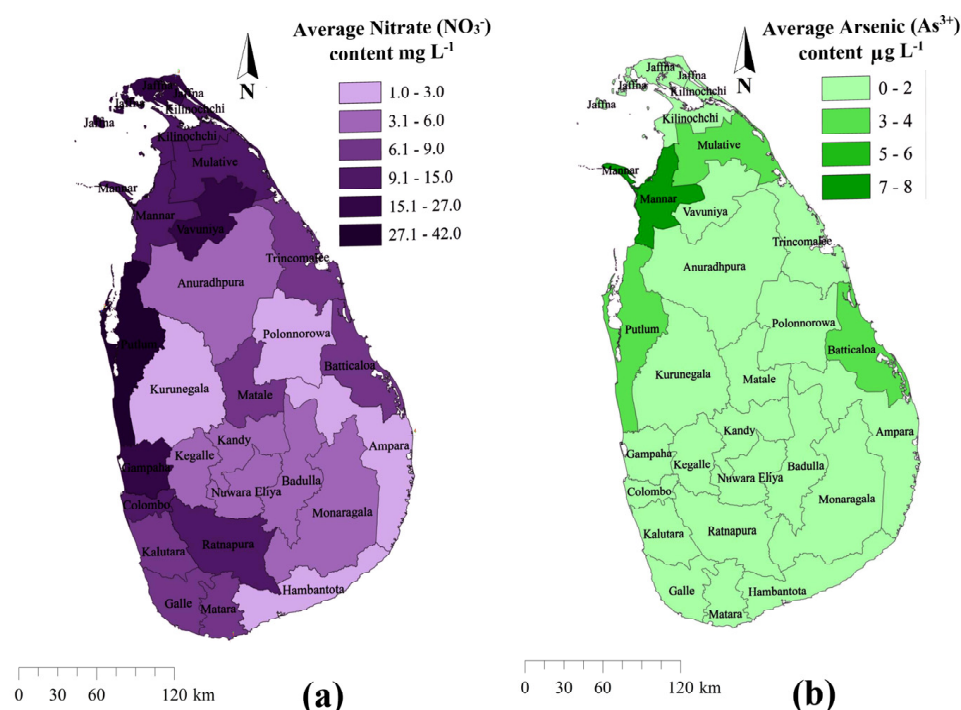 Average Nitrate (NO₃⁻)
content mg L⁻¹
N
1.0 - 3.0
3.1 - 6.0
6.1 - 9.0
9.1 - 15.0
15.1 - 27.0
27.1 - 42.0
Jaffna
Jaffna
Jaffna
Jaffna
Kilinochchi
Kilinochchi
Mulative
Mannar
Mannar
Vavuniya
Trincomalee
Anuradhpura
Polonnorowa
Putlum
Batticaloa
Kurunegala
Matale
Kandy
Ampara
Gampaha
Kegalle
Nuwara Eliya
Badulla
Colombo
Monaragala
Ratnapura
Kalutara
Hambantota
Galle
Matara
0 30 60 120 km
(a)
Average Arsenic (As³⁺)
content µg L⁻¹
N
0 - 2
3 - 4
5 - 6
7 - 8
Jaffna
Jaffna
Jaffna
Kilinochchi
Kilinochchi
Mulative
Mannar
Mannar
Vavuniya
Trincomalee
Anuradhpura
Polonnorowa
Putlum
Batticaloa
Kurunegala
Matale
Kandy
Ampara
Gampaha
Kegalle
Badulla
Nuwara Eliya
Colombo
Monaragala
Kalutara
Ratnapura
Galle
Hambantota
Matara
0 30 60 120 km
(b)